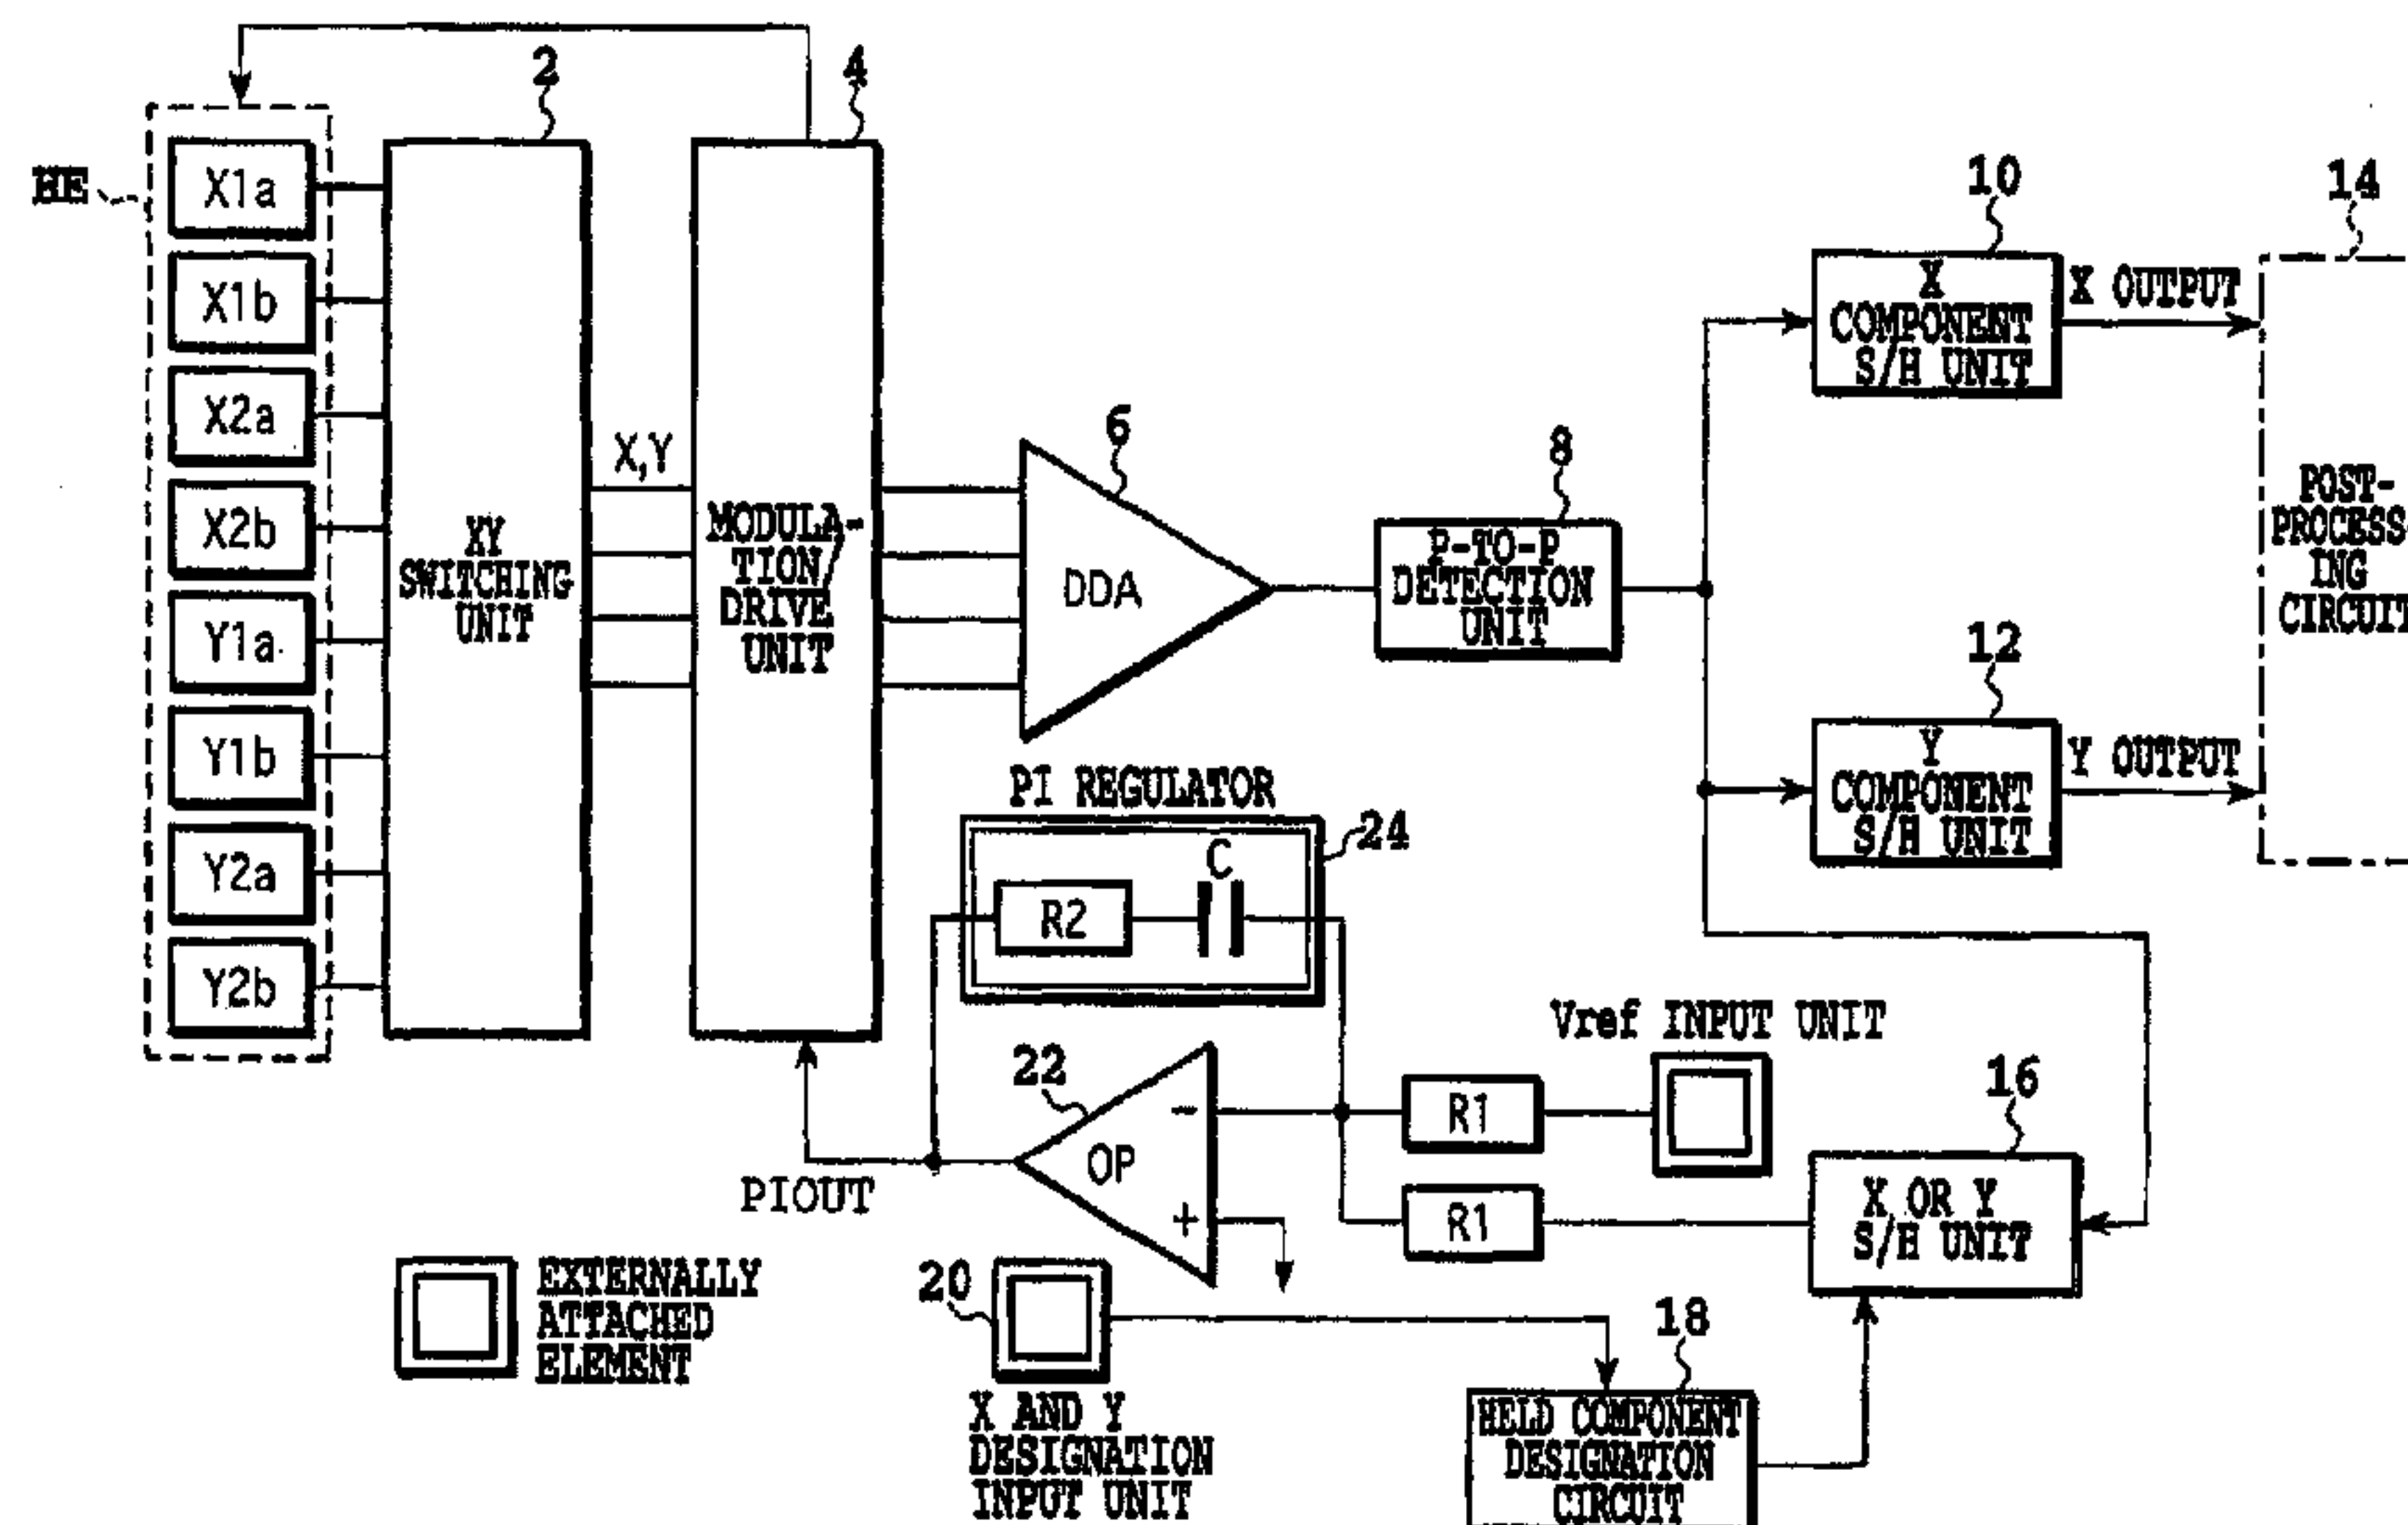 2
4
HE
X1a
X1b
X2a
X2b
Y1a
Y1b
Y2a
Y2b
XY
SWITCHING
UNIT
X,Y
MODULA-
TION
DRIVE
UNIT
6
DDA
8
P-TO-P
DETECTION
UNIT
10
X
COMPONENT
S/H UNIT
X OUTPUT
12
Y
COMPONENT
S/H UNIT
Y OUTPUT
14
POST-
PROCESS-
ING
CIRCUIT
PI REGULATOR
24
R2
C
Vref INPUT UNIT
22
OP
-
+
R1
R1
16
X OR Y
S/H UNIT
PIOUT
EXTERNALLY
ATTACHED
ELEMENT
20
X AND Y
DESIGNATION
INPUT UNIT
18
HELD COMPONENT
DESIGNATION
CIRCUIT